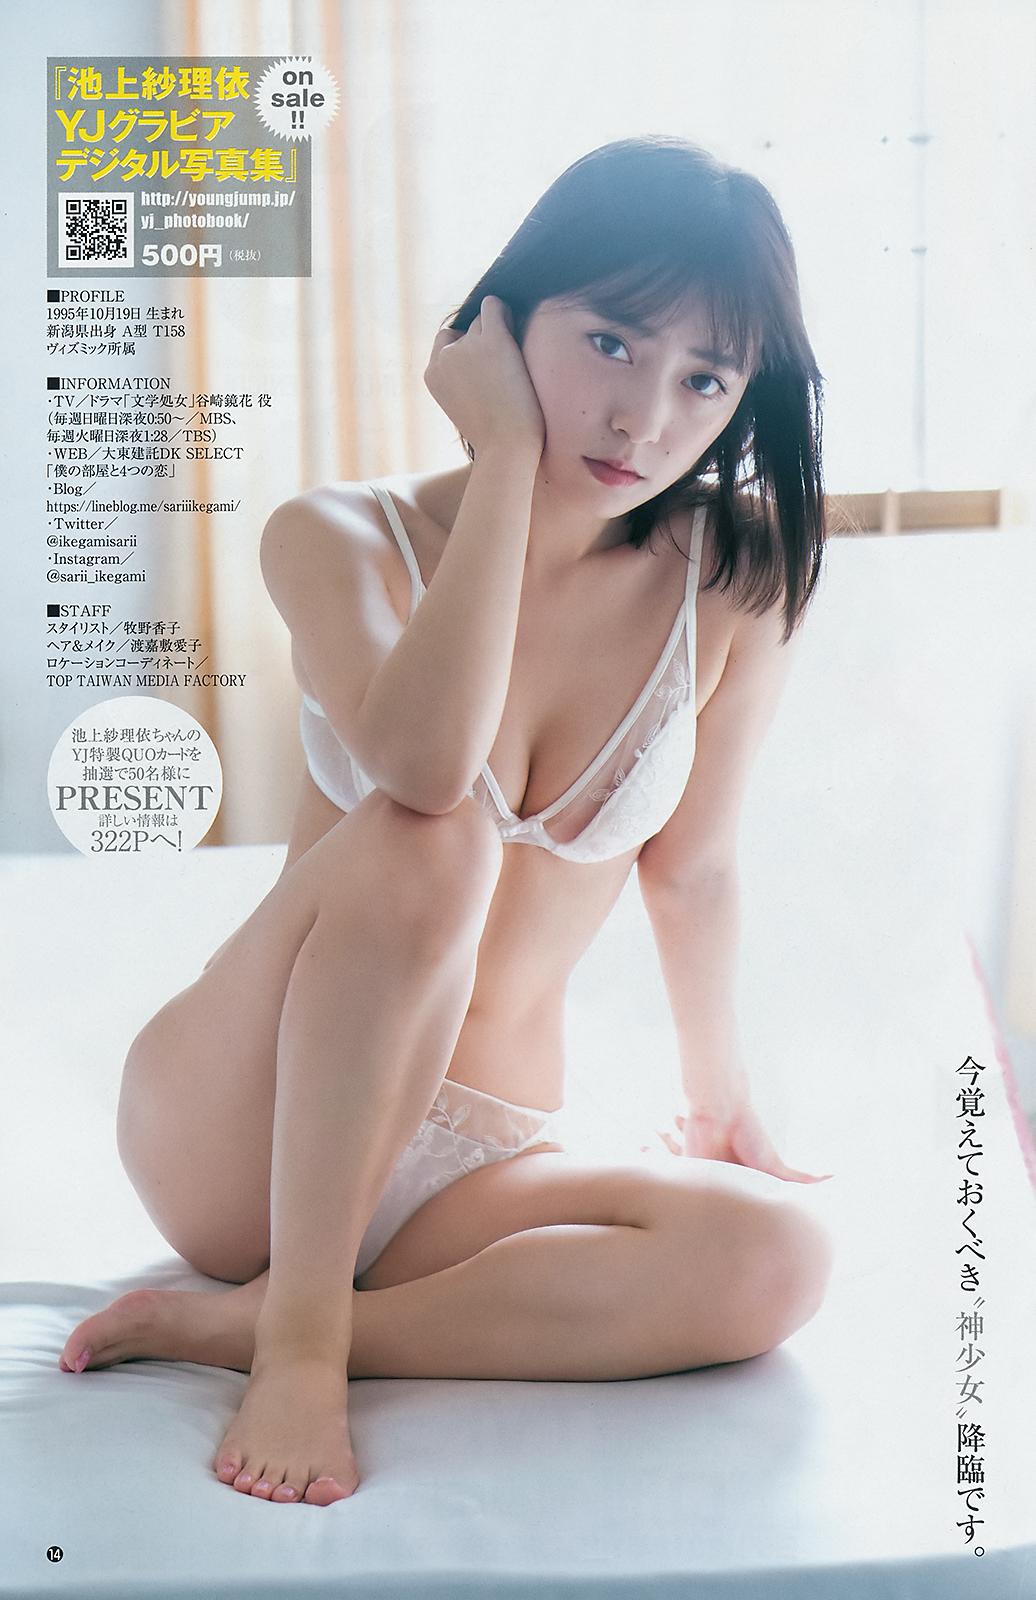 『池上紗理依
YJグラビア
デジタル写真集』
on
sale
!!
http://youngjump.jp/
yj_photobook/
500円(税抜)
■PROFILE
1995年10月19日 生まれ
新潟県出身 A型 T158
ヴィズミック所属
■INFORMATION
・TV／ドラマ「文学処女」谷崎鏡花 役
(毎週日曜日深夜0:50〜／MBS、
毎週火曜日深夜1:28／TBS)
・WEB／大東建託DK SELECT
「僕の部屋と4つの恋」
・Blog／
https://lineblog.me/sariiikegami/
・Twitter／
@ikegamisarii
・Instagram／
@sarii_ikegami
■STAFF
スタイリスト／牧野香子
ヘア&メイク／渡嘉敷愛子
ロケーションコーディネート／
TOP TAIWAN MEDIA FACTORY
池上紗理依ちゃんの
YJ特製QUOカードを
抽選で50名様に
PRESENT
詳しい情報は
322Pへ!
今覚えておくべき〝神少女〟降臨です。
14